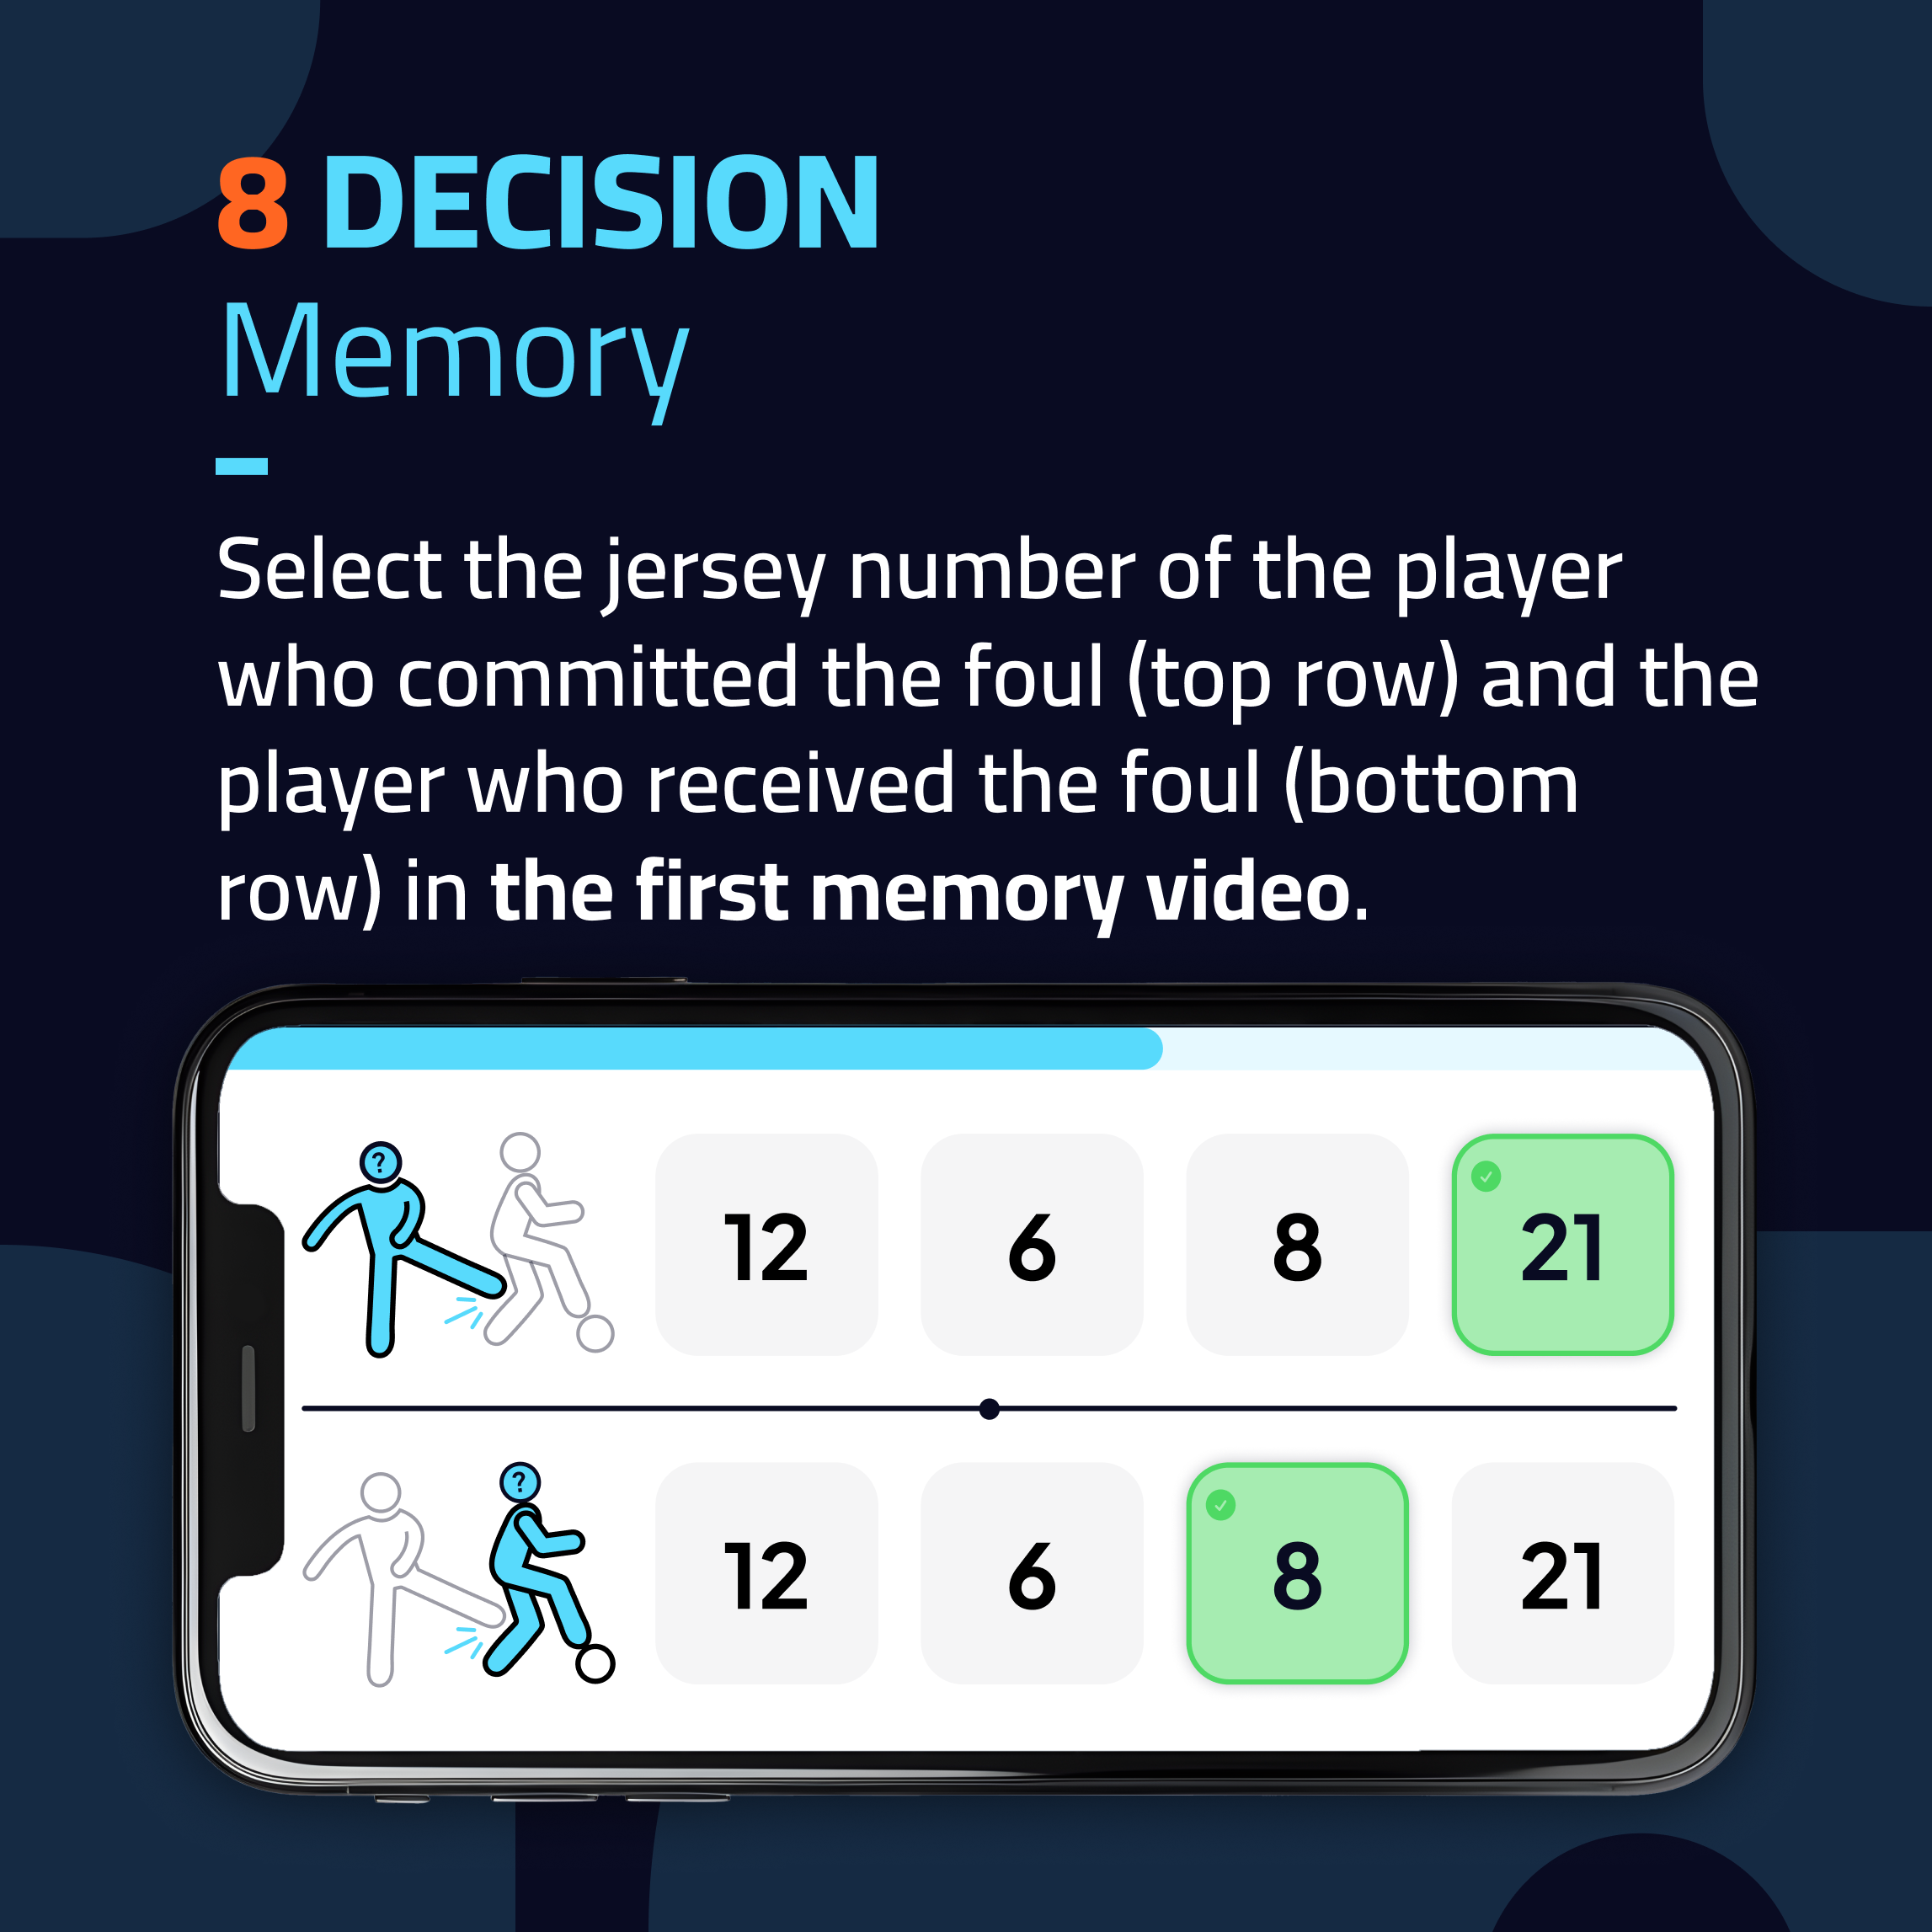 8 DECISION
Memory
Select the jersey number of the player
who committed the foul (top row) and the
player who received the foul (bottom
row) in the first memory video.
?
12 6 8 21
?
12 6 8 21